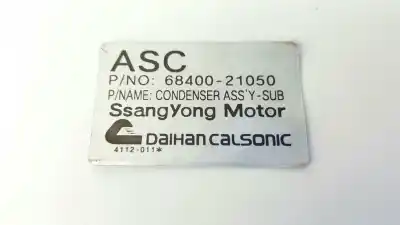 ASC
P/NO: 68400-21050
P/NAME: CONDENSER ASS'Y-SUB
SsangYong Motor
DAIHAN CALSONIC
4112-011*